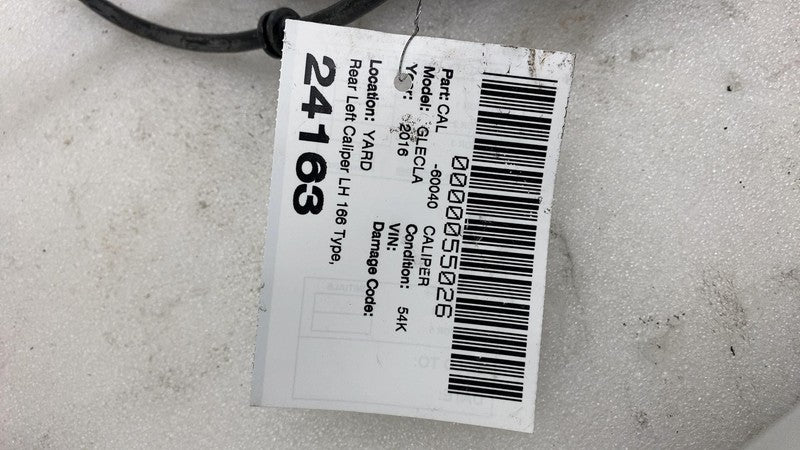 0000055026
Part: CAL -60040 CALIPER
Model: GLECLA Condition: 54K
Year: 2016 VIN:
Location: YARD Damage Code:
Rear Left Caliper LH 166 Type,
24163